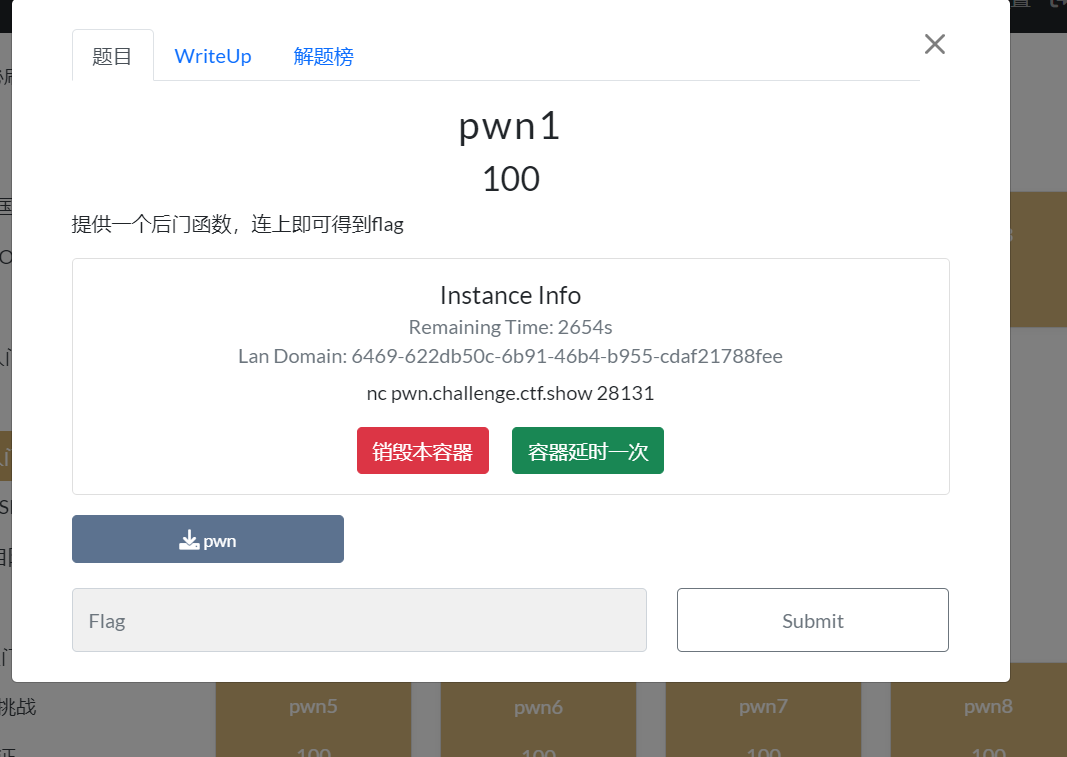 题目 WriteUp 解题榜
pwn1
100
提供一个后门函数，连上即可得到flag
Instance Info
Remaining Time: 2654s
Lan Domain: 6469-622db50c-6b91-46b4-b955-cdaf21788fee
nc pwn.challenge.ctf.show 28131
销毁本容器 容器延时一次
pwn
Flag Submit
挑战 pwn5 pwn6 pwn7 pwn8
100 100 100 100